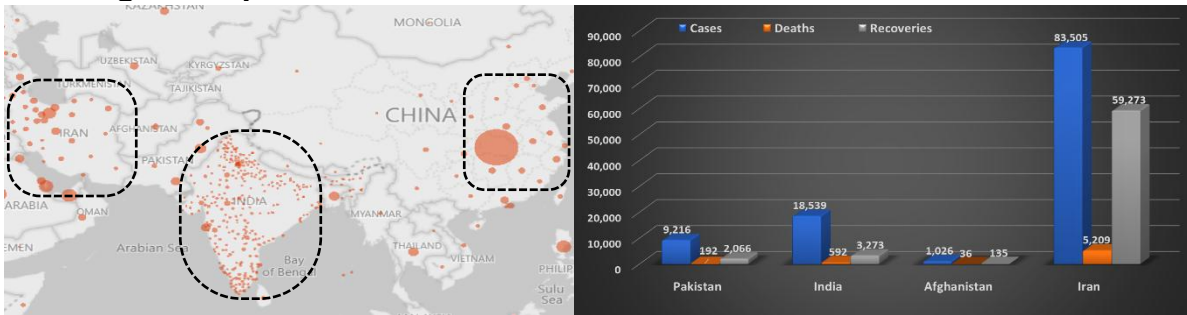 KAZAKHSTAN
MONGOLIA
UZBEKISTAN
KYRGYZSTAN
TURKMENISTAN
TAJIKISTAN
CHINA
IRAN
AFGHANISTAN
PAKISTAN
INDIA
ARABIA
OMAN
MYANMAR
EMEN
Arabian Sea
Bay
of Bengal
THAILAND
VIETNAM
PHILIP
Sulu
Sea
Cases Deaths Recoveries
90,000
80,000
70,000
60,000
50,000
40,000
30,000
20,000
10,000
0
83,505
59,273
5,209
18,539
592
3,273
9,216
192
2,066
1,026
36
135
Pakistan India Afghanistan Iran